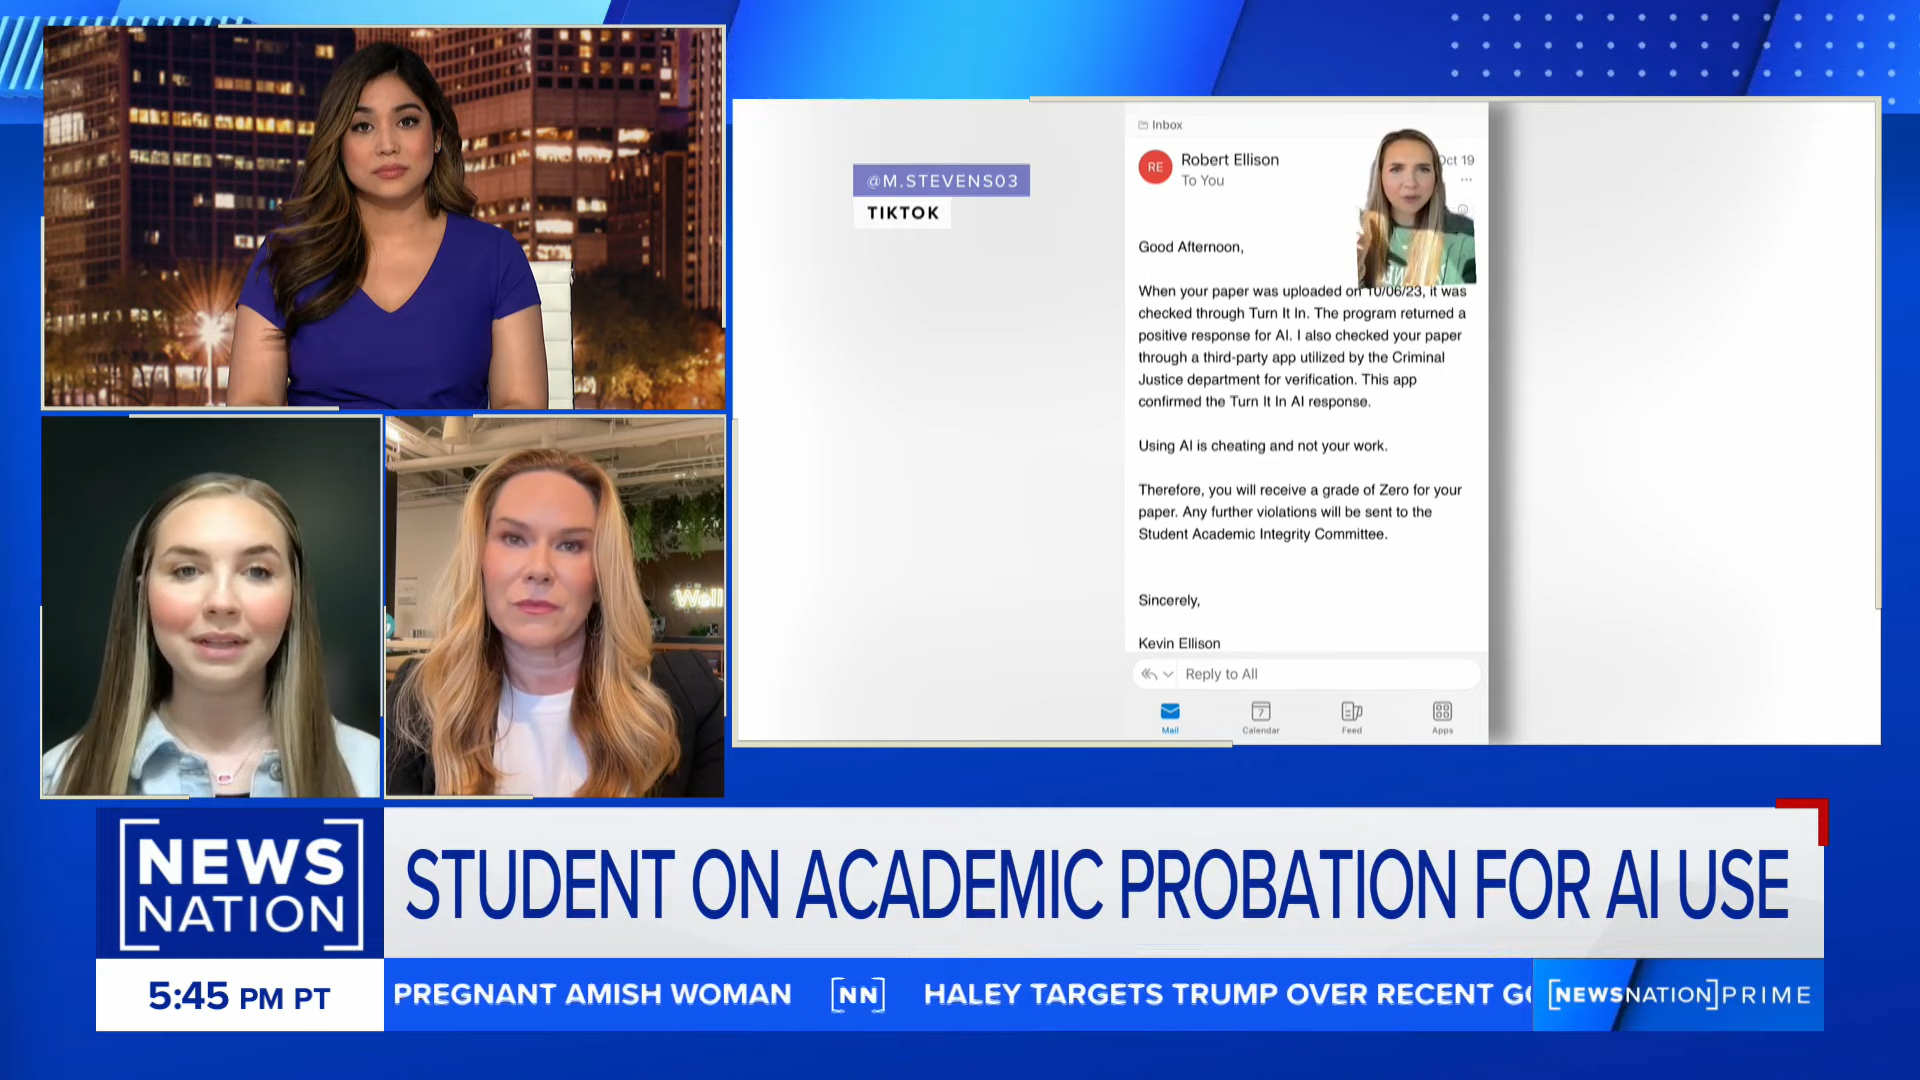 @M.STEVENS03
TIKTOK
Inbox
RE
Robert Ellison
Oct 19
To You
Good Afternoon,
When your paper was uploaded on 10/06/23, it was
checked through Turn It In. The program returned a
positive response for AI. I also checked your paper
through a third-party app utilized by the Criminal
Justice department for verification. This app
confirmed the Turn It In AI response.
Using AI is cheating and not your work.
Therefore, you will receive a grade of Zero for your
paper. Any further violations will be sent to the
Student Academic Integrity Committee.
Sincerely,
Kevin Ellison
Reply to All
7
Mail
Calendar
Feed
Apps
Well
NEWS
NATION
STUDENT ON ACADEMIC PROBATION FOR AI USE
5:45 PM PT
PREGNANT AMISH WOMAN
NN
HALEY TARGETS TRUMP OVER RECENT
NEWSNATION PRIME